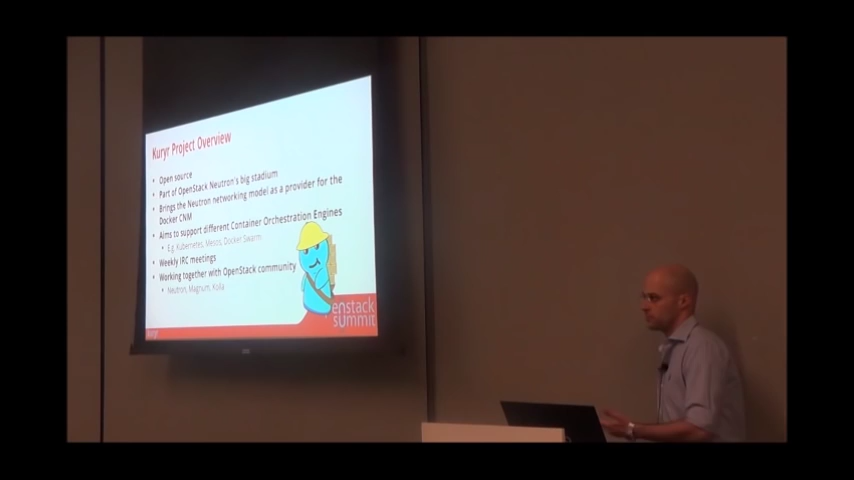 Kuryr Project Overview
• Open source
• Part of OpenStack Neutron's big stadium
• Brings the Neutron networking model as a provider for the
Docker CNM
• Aims to support different Container Orchestration Engines
• E.g. Kubernetes, Mesos, Docker Swarm
• Weekly IRC meetings
• Working together with OpenStack community
• Neutron, Magnum, Kolla
enstack
summit